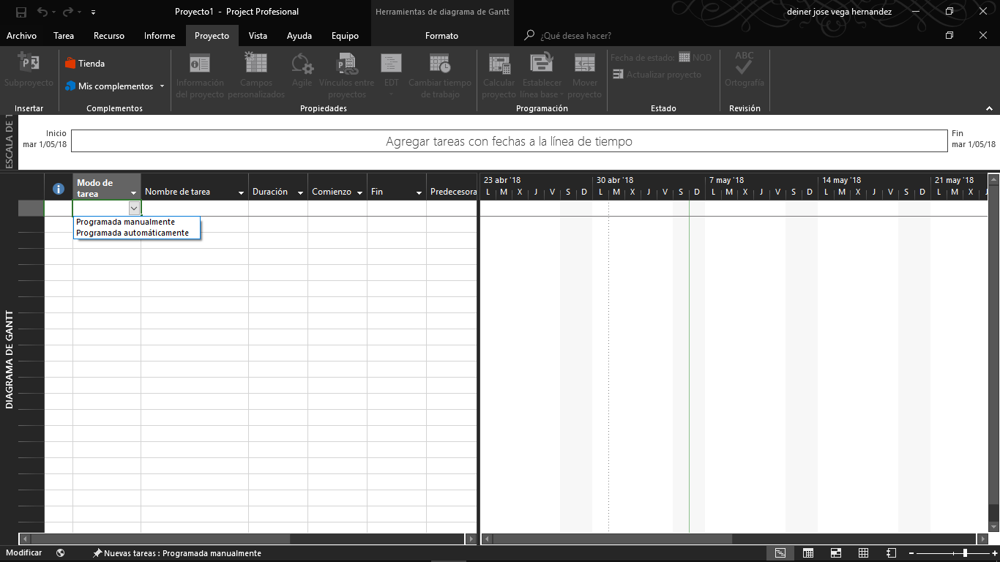 Proyecto1 - Project Profesional
Herramientas de diagrama de Gantt
deiner jose vega hernandez
Archivo Tarea Recurso Informe Proyecto Vista Ayuda Equipo Formato ¿Qué desea hacer?
Subproyecto
Insertar
Tienda
Mis complementos
Complementos
Información del proyecto
Campos personalizados
Agile
Vínculos entre proyectos
EDT
Cambiar tiempo de trabajo
Propiedades
Calcular proyecto
Establecer línea base
Mover proyecto
Programación
Fecha de estado: NOD
Actualizar proyecto
Estado
ABC
Ortografía
Revisión
ESCALA DE T
Inicio
mar 1/05/18
Agregar tareas con fechas a la línea de tiempo
Fin
mar 1/05/18
Modo de tarea
Nombre de tarea
Duración
Comienzo
Fin
Predecesora
23 abr '18 30 abr '18 7 may '18 14 may '18 21 may '18
L M X J V S D L M X J V S D L M X J V S D L M X J V S D L M X J
Programada manualmente
Programada automáticamente
DIAGRAMA DE GANTT
Modificar
Nuevas tareas : Programada manualmente